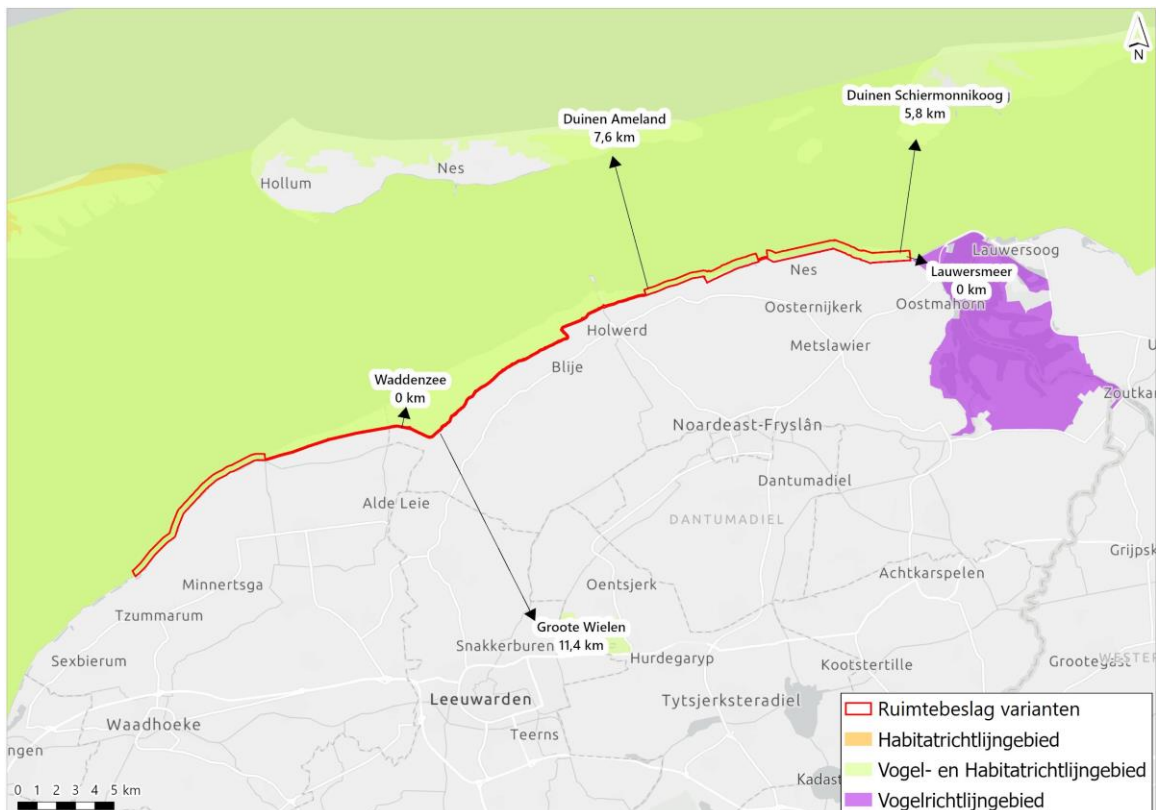 N
Duinen Schiermonnikoog
5,8 km
Duinen Ameland
7,6 km
Nes
Hollum
Lauwersoog
Nes
Lauwersmeer
0 km
Oostmahorn
Oosternijkerk
Holwerd
Metslawier
Blije
Waddenzee
0 km
Zoutka
Noardeast-Fryslân
Dantumadiel
Alde Leie
DANTUMADIEL
Grijpsk
Minnertsga
Oentsjerk
Achtkarspelen
Tzummarum
Groote Wielen
11,4 km
Snakkerburen
Hurdegaryp
Kootstertille
Grootegast
WESTER
Sexbierum
Leeuwarden
Tytsjerksteradiel
Waadhoeke
Teerns
ngen
Kadast
0 1 2 3 4 5 km
Ruimtebeslag varianten
Habitatrichtlijngebied
Vogel- en Habitatrichtlijngebied
Vogelrichtlijngebied